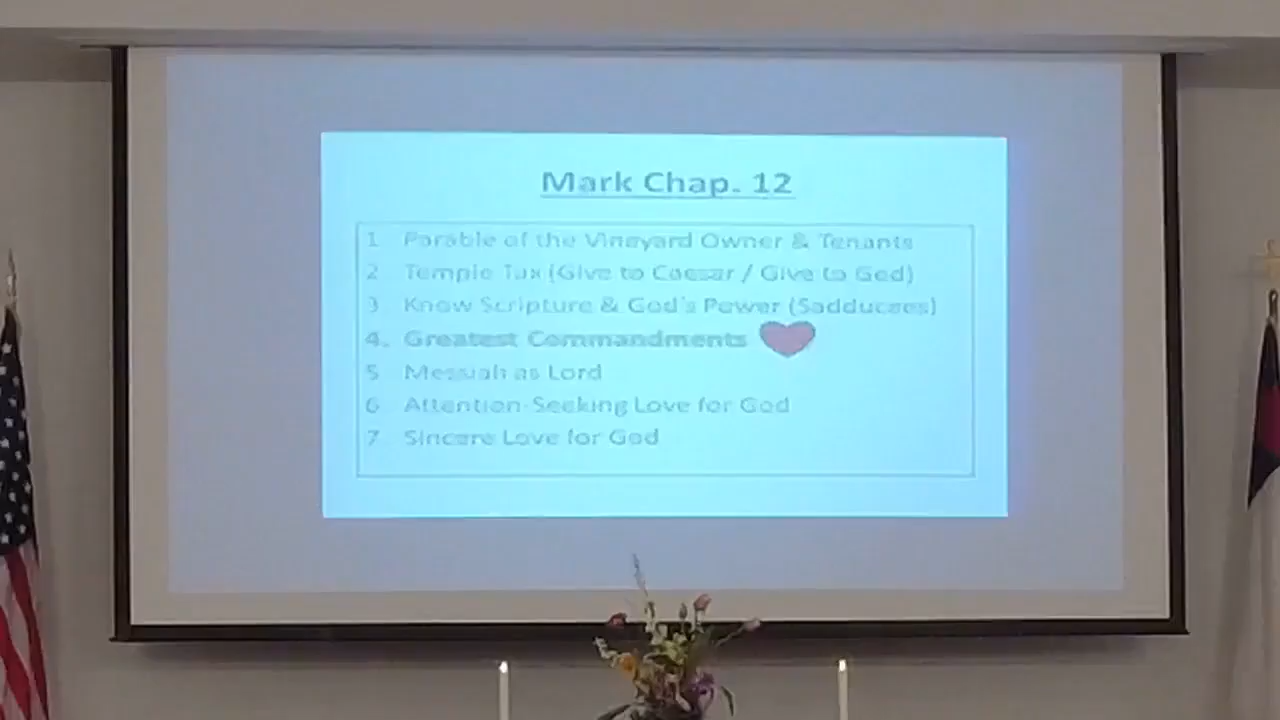 Mark Chap. 12
1 Parable of the Vineyard Owner & Tenants
2 Temple Tax (Give to Caesar / Give to God)
3 Know Scripture & God's Power (Sadducees)
4. Greatest Commandments
5 Messiah as Lord
6 Attention-Seeking Love for God
7 Sincere Love for God